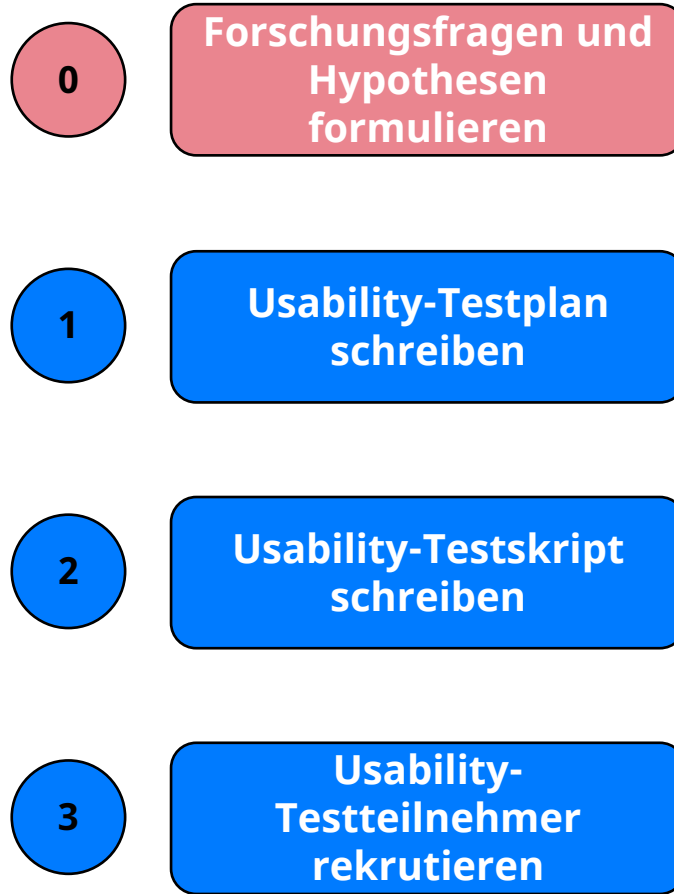 0
Forschungsfragen und
Hypothesen
formulieren
1
Usability-Testplan
schreiben
2
Usability-Testskript
schreiben
3
Usability-
Testteilnehmer
rekrutieren